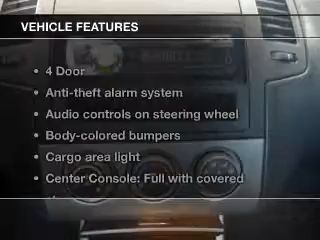 VEHICLE FEATURES
• 4 Door
• Anti-theft alarm system
• Audio controls on steering wheel
• Body-colored bumpers
• Cargo area light
• Center Console: Full with covered